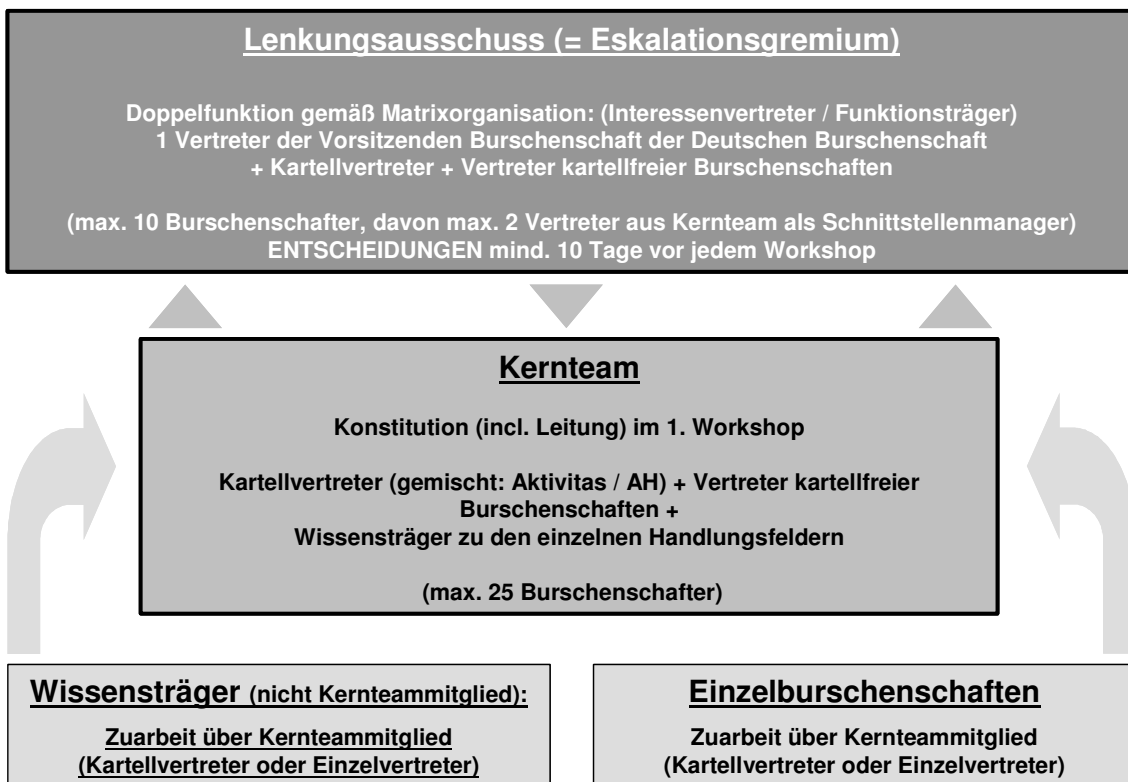 Lenkungsausschuss (= Eskalationsgremium)
Doppelfunktion gemäß Matrixorganisation: (Interessenvertreter / Funktionsträger)
1 Vertreter der Vorsitzenden Burschenschaft der Deutschen Burschenschaft
+ Kartellvertreter + Vertreter kartellfreier Burschenschaften
(max. 10 Burschenschafter, davon max. 2 Vertreter aus Kernteam als Schnittstellenmanager)
ENTSCHEIDUNGEN mind. 10 Tage vor jedem Workshop
Kernteam
Konstitution (incl. Leitung) im 1. Workshop
Kartellvertreter (gemischt: Aktivitas / AH) + Vertreter kartellfreier
Burschenschaften +
Wissensträger zu den einzelnen Handlungsfeldern
(max. 25 Burschenschafter)
Wissensträger (nicht Kernteammitglied):
Zuarbeit über Kernteammitglied
(Kartellvertreter oder Einzelvertreter)
Einzelburschenschaften
Zuarbeit über Kernteammitglied
(Kartellvertreter oder Einzelvertreter)